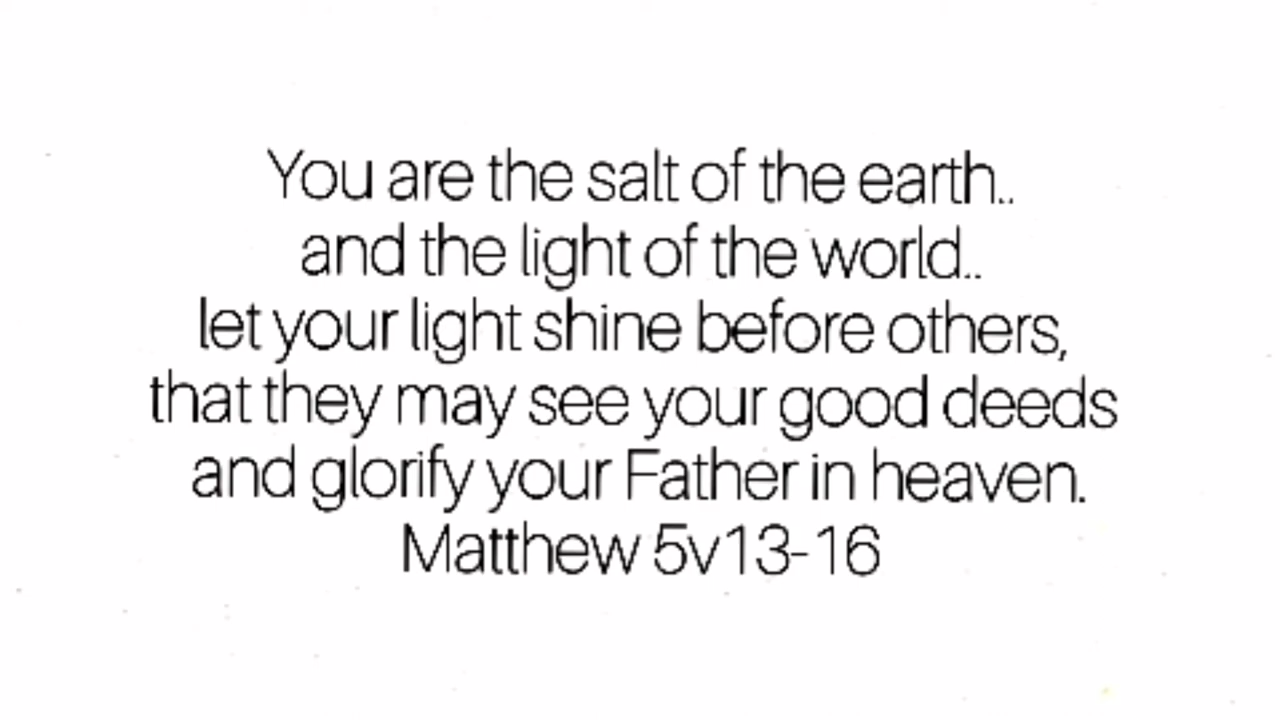 You are the salt of the earth..
and the light of the world..
let your light shine before others,
that they may see your good deeds
and glorify your Father in heaven.
Matthew 5v13-16